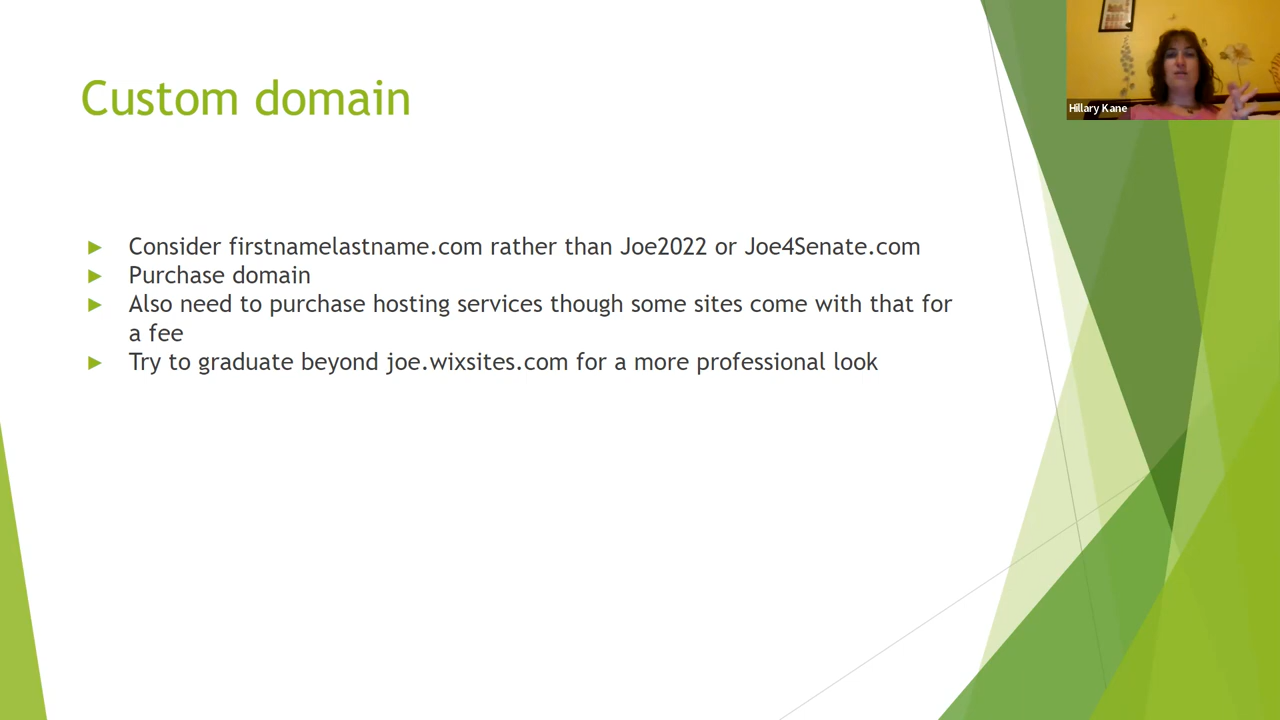 Custom domain
Hillary Kane
Consider firstnamelastname.com rather than Joe2022 or Joe4Senate.com
Purchase domain
Also need to purchase hosting services though some sites come with that for
a fee
Try to graduate beyond joe.wixsites.com for a more professional look